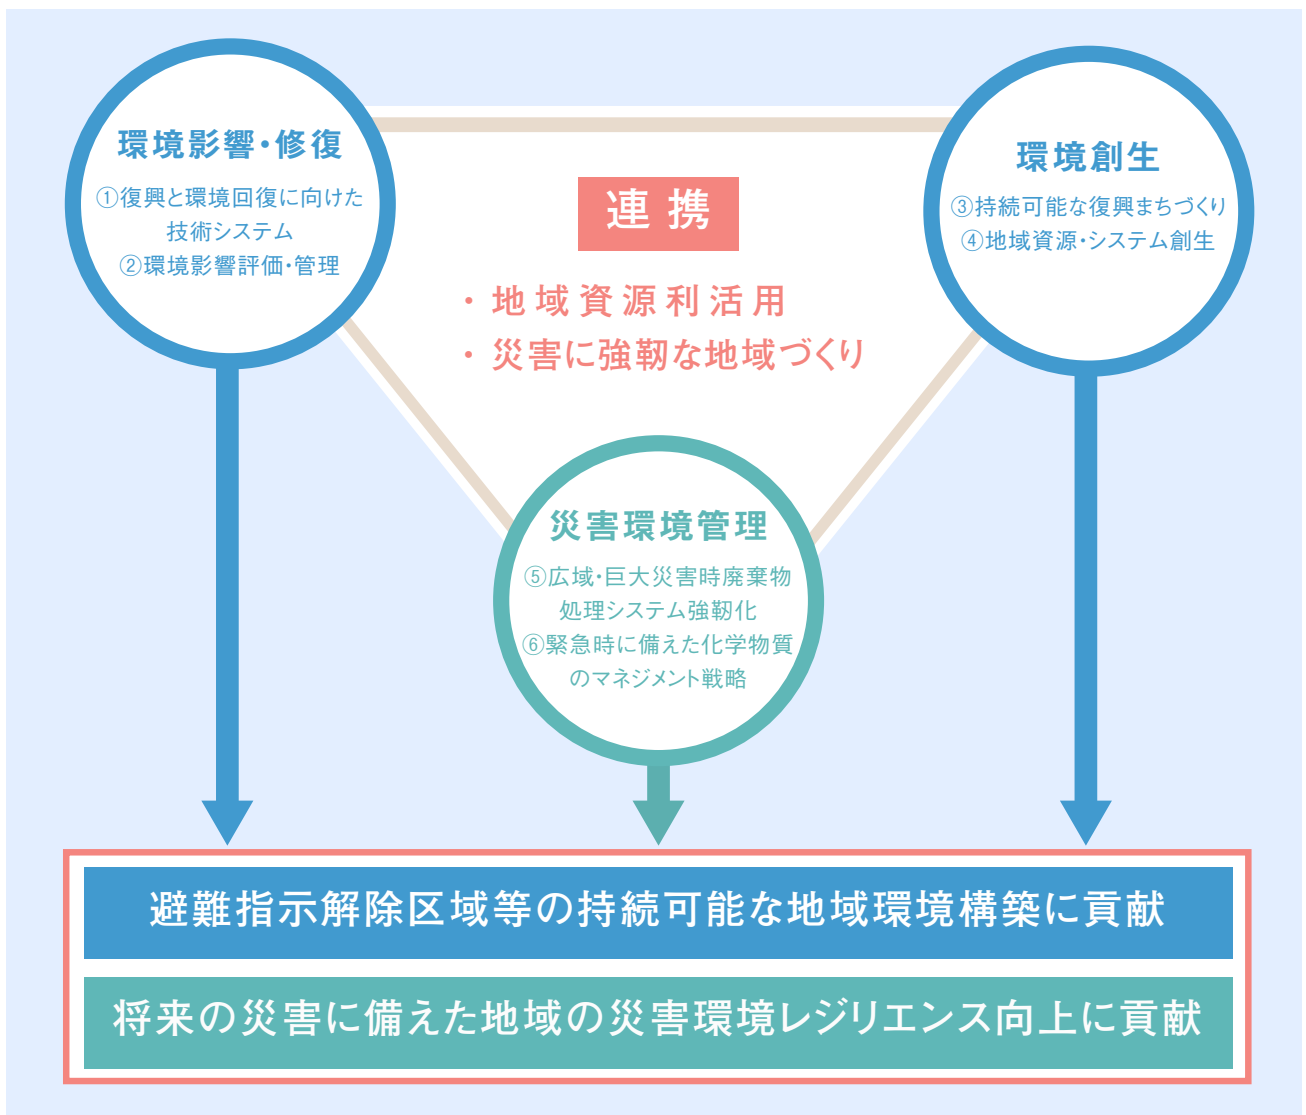 環境影響・修復
①復興と環境回復に向けた
技術システム
②環境影響評価・管理
環境創生
③持続可能な復興まちづくり
④地域資源・システム創生
連携
・地域資源利活用
・災害に強靭な地域づくり
災害環境管理
⑤広域・巨大災害時廃棄物
処理システム強靭化
⑥緊急時に備えた化学物質
のマネジメント戦略
避難指示解除区域等の持続可能な地域環境構築に貢献
将来の災害に備えた地域の災害環境レジリエンス向上に貢献